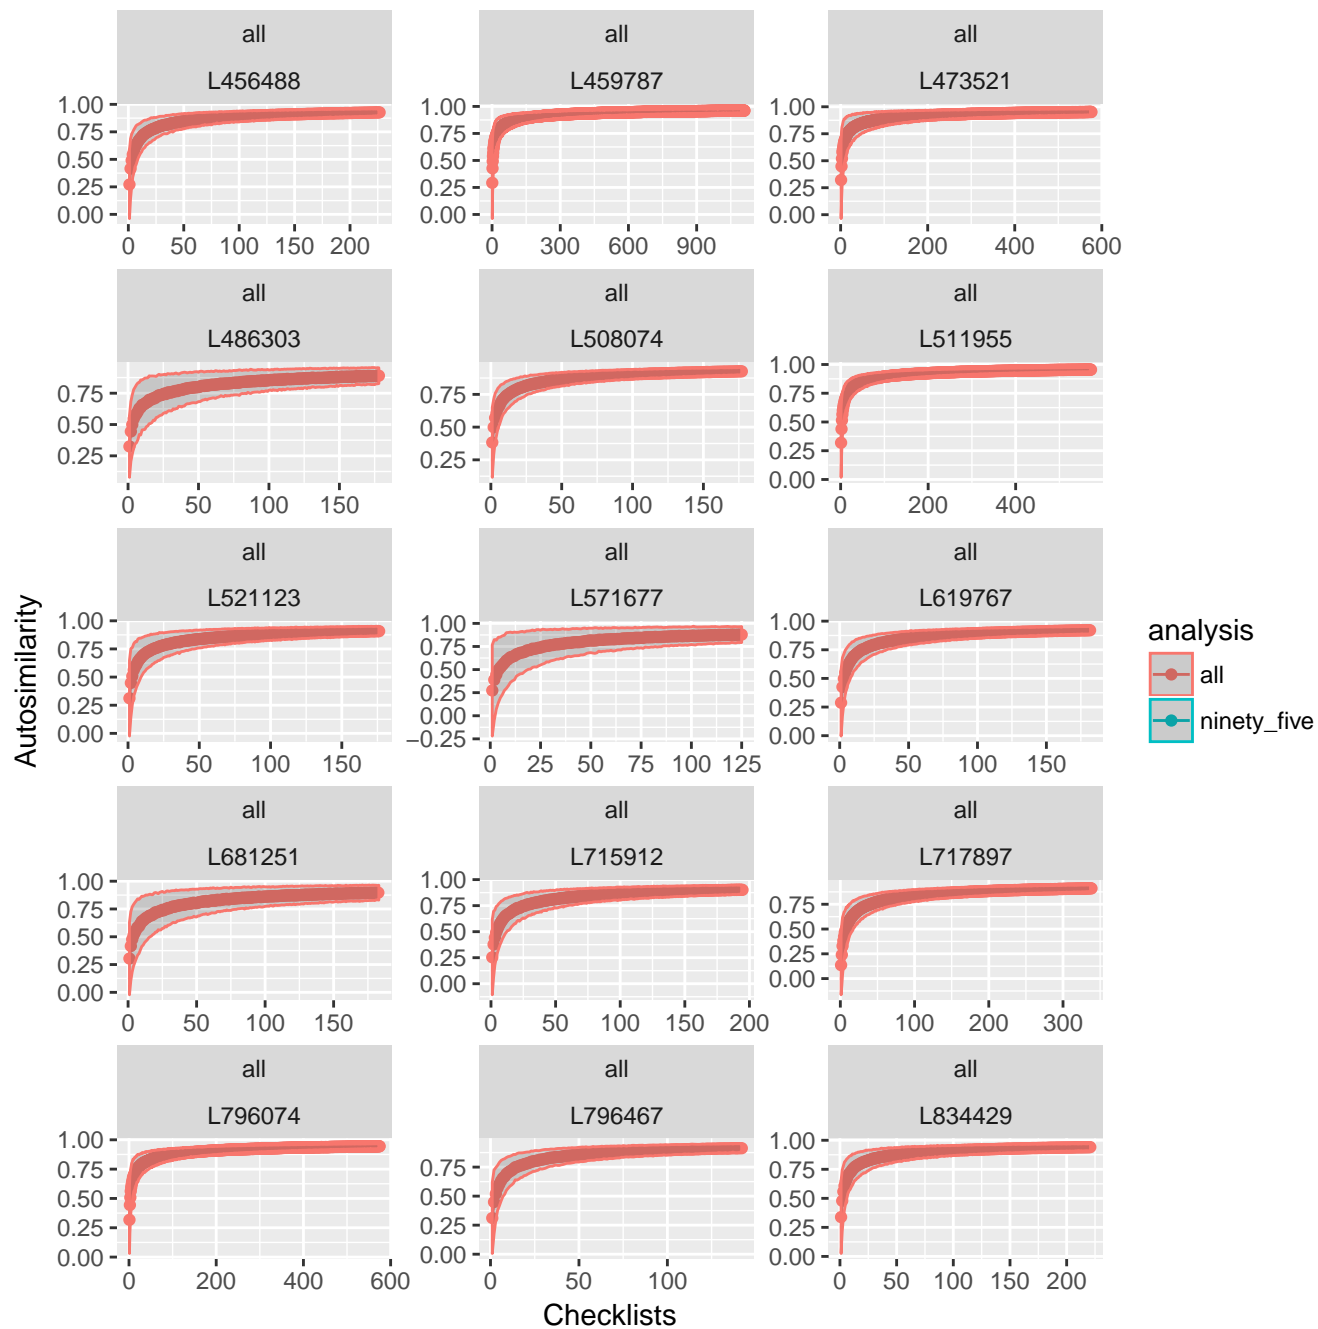 all
L456488
1.00
0.75
0.50
0.25
0.00
0 50 100 150 200
all
L459787
1.00
0.75
0.50
0.25
0.00
0 300 600 900
all
L473521
1.00
0.75
0.50
0.25
0.00
0 200 400 600
all
L486303
0.75
0.50
0.25
0 50 100 150
all
L508074
0.75
0.50
0.25
0 50 100 150
all
L511955
1.00
0.75
0.50
0.25
0.00
0 200 400
all
L521123
1.00
0.75
0.50
0.25
0.00
0 50 100 150
all
L571677
1.00
0.75
0.50
0.25
0.00
−0.25
0 25 50 75 100 125
all
L619767
1.00
0.75
0.50
0.25
0.00
0 50 100 150
all
L681251
1.00
0.75
0.50
0.25
0.00
0 50 100 150
all
L715912
1.00
0.75
0.50
0.25
0.00
0 50 100 150 200
all
L717897
0.75
0.50
0.25
0.00
0 100 200 300
all
L796074
1.00
0.75
0.50
0.25
0.00
0 200 400 600
all
L796467
0.75
0.50
0.25
0.00
0 50 100
all
L834429
1.00
0.75
0.50
0.25
0.00
0 50 100 150 200
Autosimilarity
Checklists
analysis
all
ninety_five